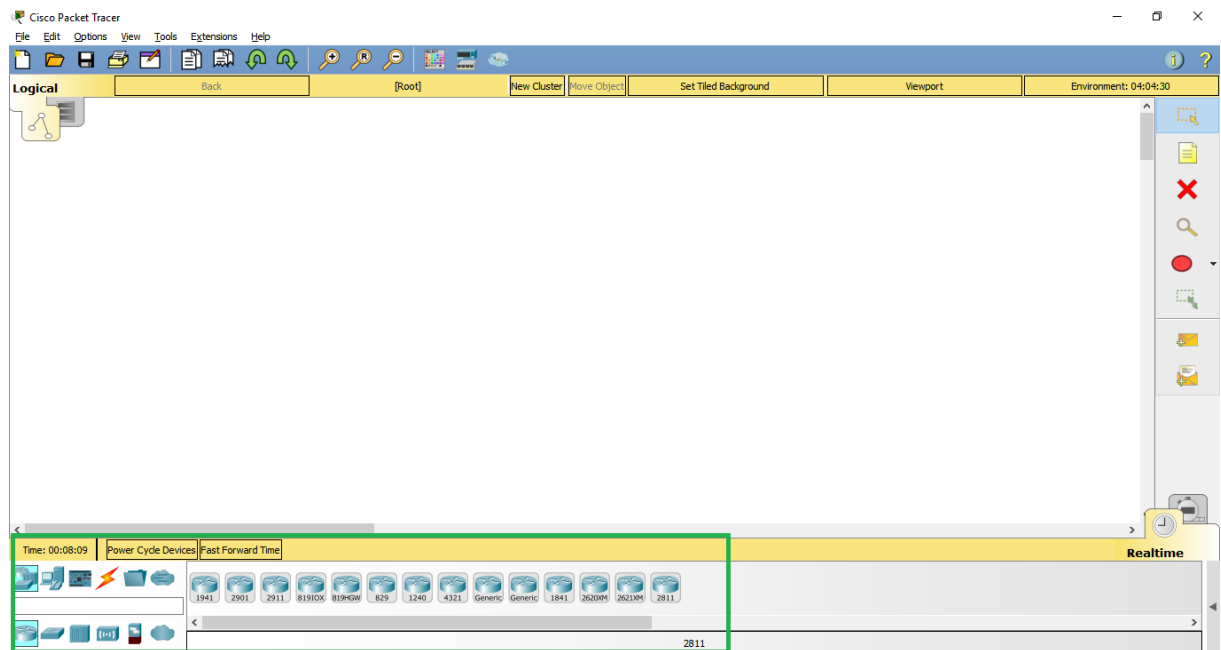 Cisco Packet Tracer
File Edit Options View Tools Extensions Help
Logical Back [Root] New Cluster Move Object Set Tiled Background Viewport Environment: 04:04:30
Time: 00:08:09 Power Cycle Devices Fast Forward Time Realtime
1941 2901 2911 819IOX 819HGW 829 1240 4321 Generic Generic 1841 2620XM 2621XM 2811
2811